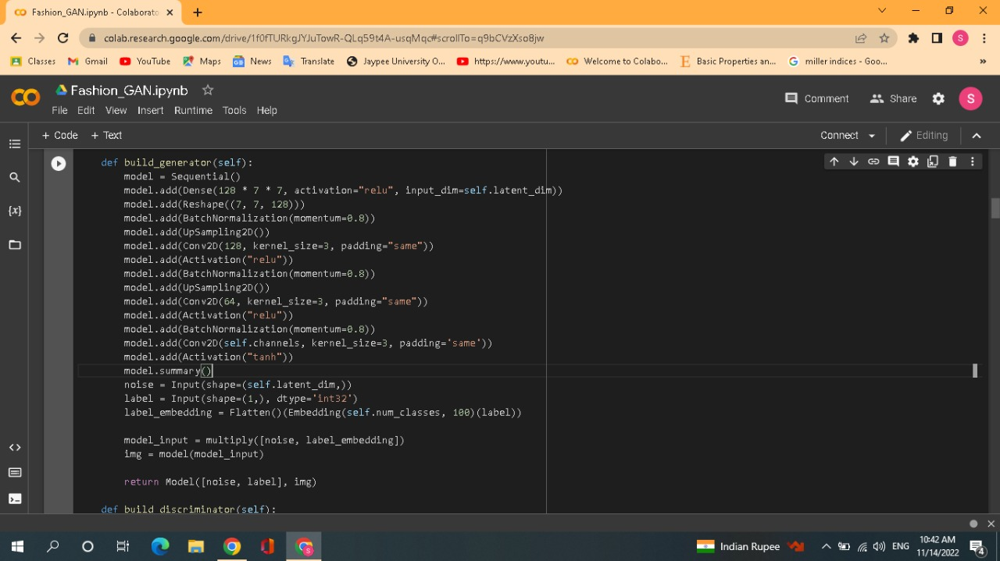 Fashion_GAN.ipynb - Colaborato
colab.research.google.com/drive/1f0fTURkgJYJuTowR-QLq59t4A-usqMqc#scrollTo=q9bCVzXso8jw
S
Classes Gmail YouTube Maps News Translate Jaypee University O... https://www.youtu... Welcome to Colabo... Basic Properties an... miller indices - Goo... »
Fashion_GAN.ipynb
Comment Share S
File Edit View Insert Runtime Tools Help
+ Code + Text Connect Editing
def build_generator(self):
model = Sequential()
model.add(Dense(128 * 7 * 7, activation="relu", input_dim=self.latent_dim))
model.add(Reshape((7, 7, 128)))
model.add(BatchNormalization(momentum=0.8))
model.add(UpSampling2D())
model.add(Conv2D(128, kernel_size=3, padding="same"))
model.add(Activation("relu"))
model.add(BatchNormalization(momentum=0.8))
model.add(UpSampling2D())
model.add(Conv2D(64, kernel_size=3, padding="same"))
model.add(Activation("relu"))
model.add(BatchNormalization(momentum=0.8))
model.add(Conv2D(self.channels, kernel_size=3, padding='same'))
model.add(Activation("tanh"))
model.summary()
noise = Input(shape=(self.latent_dim,))
label = Input(shape=(1,), dtype='int32')
label_embedding = Flatten()(Embedding(self.num_classes, 100)(label))
model_input = multiply([noise, label_embedding])
img = model(model_input)
return Model([noise, label], img)
def build_discriminator(self):
{x}
Indian Rupee ENG 10:42 AM
11/14/2022 4